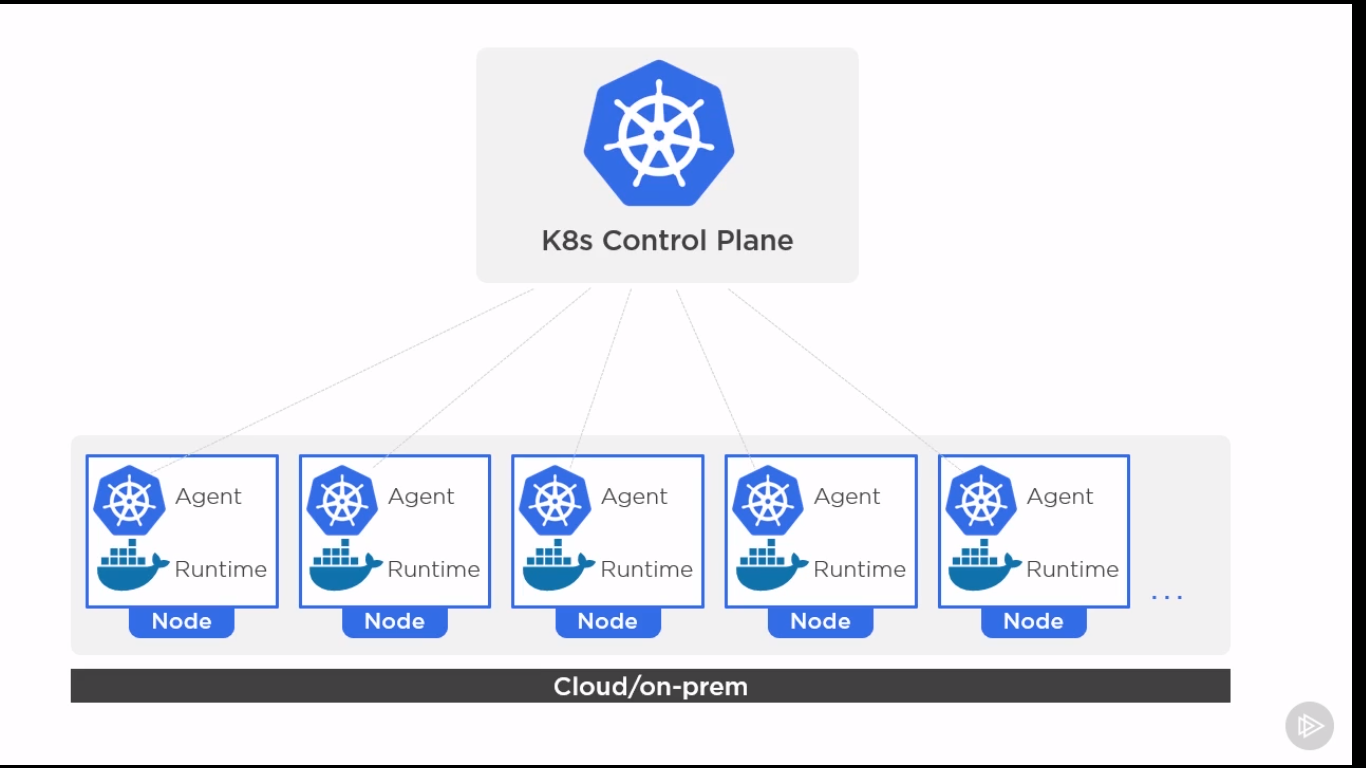 K8s Control Plane
Agent
Runtime
Node
Agent
Runtime
Node
Agent
Runtime
Node
Agent
Runtime
Node
Agent
Runtime
Node
...
Cloud/on-prem